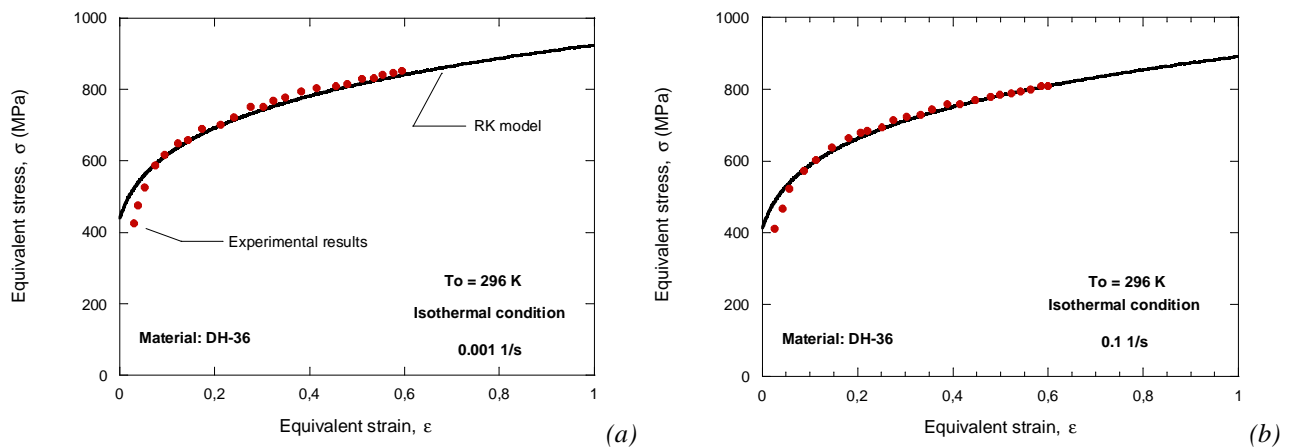 1000
800
600
400
200
0
Equivalent stress, σ (MPa)
RK model
Experimental results
To = 296 K
Isothermal condition
Material: DH-36
0.001 1/s
0 0,2 0,4 0,6 0,8 1
Equivalent strain, ε
(a)
1000
800
600
400
200
0
Equivalent stress, σ (MPa)
To = 296 K
Isothermal condition
Material: DH-36
0.1 1/s
0 0,2 0,4 0,6 0,8 1
Equivalent strain, ε
(b)